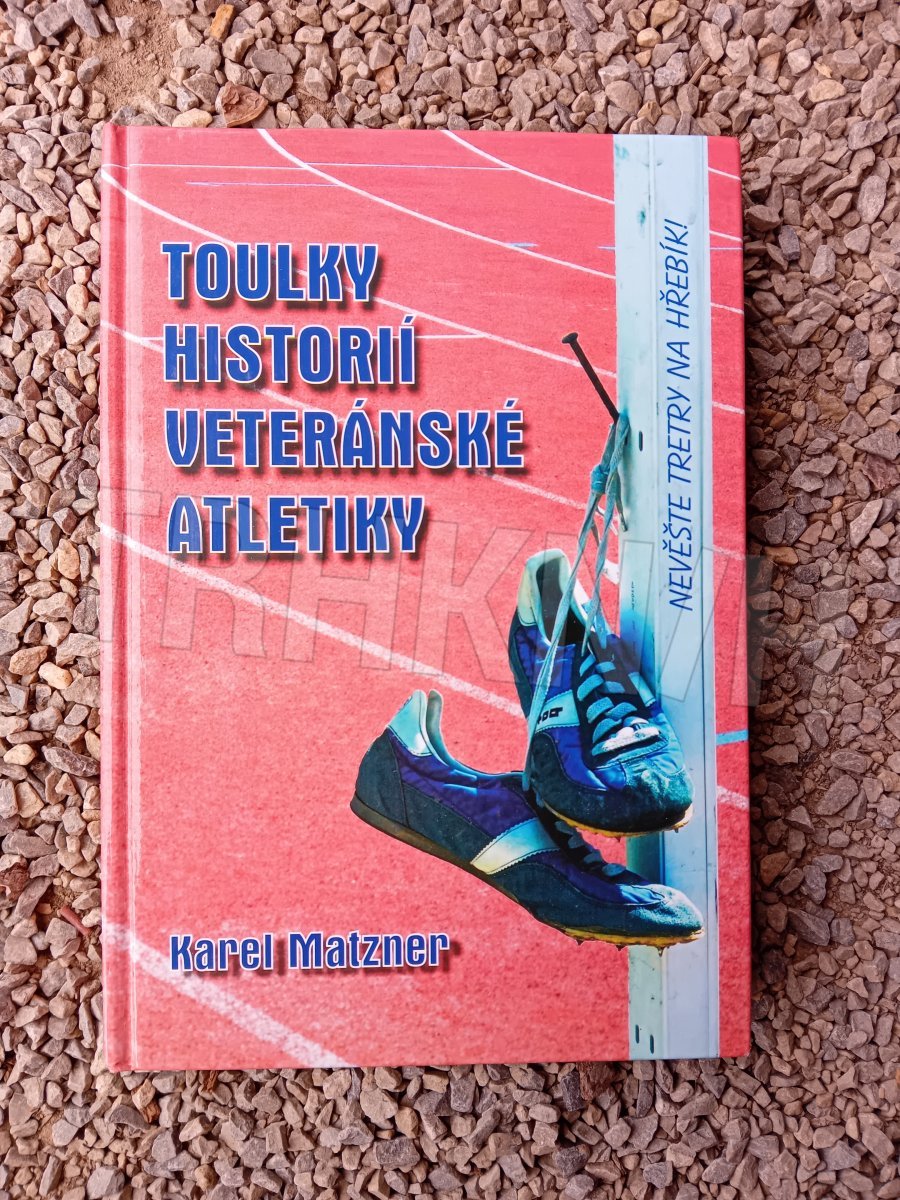 TOULKY
HISTORIÍ
VETERÁNSKÉ
ATLETIKY
NEVĚŠTE TRETRY NA HŘEBÍK!
Karel Matzner